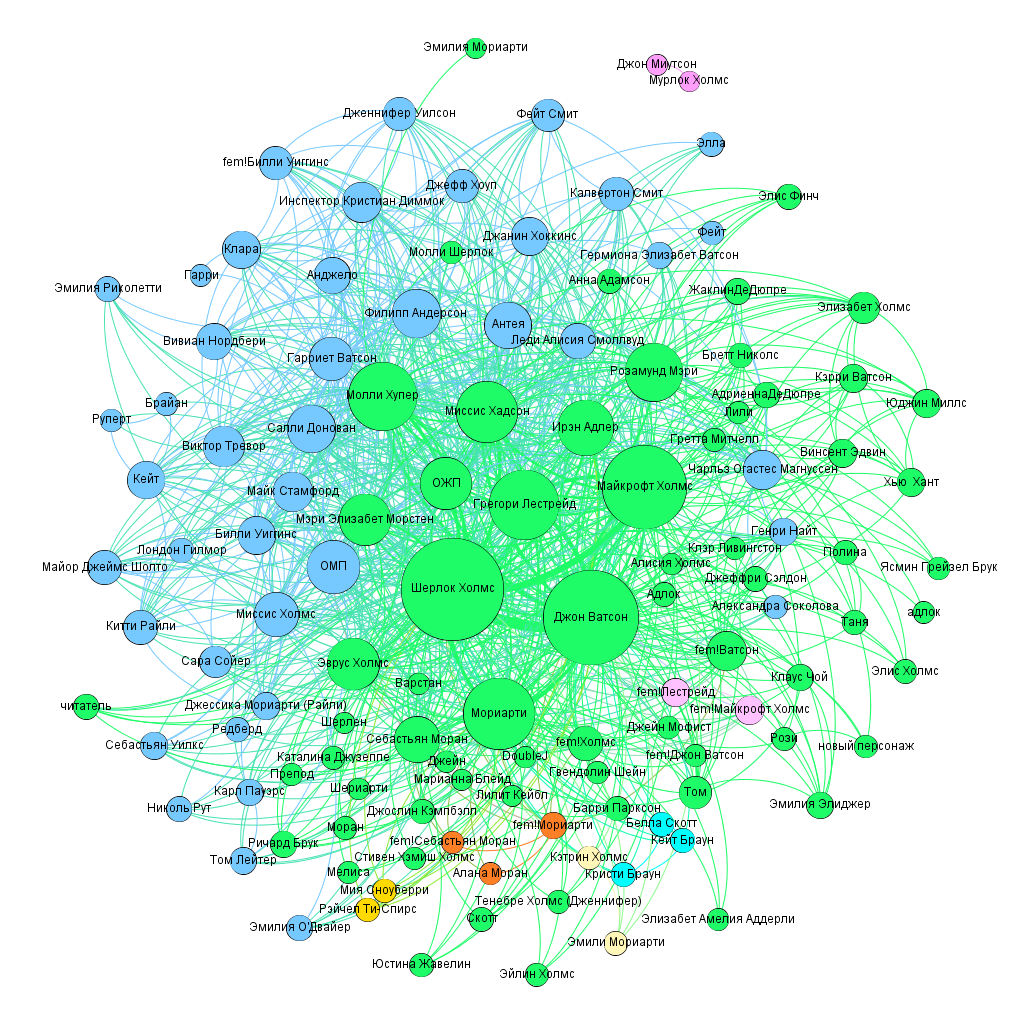 Эмилия Мориарти
Джон Миутсон
Мурлок Холмс
Дженнифер Уилсон
Фейт Смит
Элла
fem!Билли Уиггинс
Джефф Хоуп
Инспектор Кристиан Диммок
Калвертон Смит
Элис Финч
Клара
Джанин Хоккинс
Фейт
Молли Шерлок
Гермиона Элизабет Ватсон
Гарри
Анджело
Анна Адамсон
Эмилия Риколетти
ЖаклинДеДюпре
Элизабет Холмс
Филипп Андерсон
Антея
Вивиан Нордбери
Леди Алисия Смоллвуд
Гарриет Ватсон
Бретт Николс
Розамунд Мэри
Кэрри Ватсон
Молли Хупер
АдриеннаДеДюпре
Брайан
Миссис Хадсон
Лили
Юджин Миллс
Руперт
Салли Донован
Ирэн Адлер
Гретта Митчелл
Виктор Тревор
Винсент Эдвин
Чарльз Огастес Магнуссен
Кейт
ОЖП
Майкрофт Холмс
Хью Хант
Майк Стамфорд
Грегори Лестрейд
Мэри Элизабет Морстен
Билли Уиггинс
Генри Найт
Лондон Гилмор
Клэр Ливингстон
Полина
Майор Джеймс Шолто
ОМП
Алисия Холмс
Ясмин Грейзел Брук
Джеффри Сэлдон
Шерлок Холмс
Адлок
Миссис Холмс
Джон Ватсон
Александра Соколова
адлок
Китти Райли
Таня
fem!Ватсон
Сара Сойер
Эврус Холмс
Элис Холмс
Клаус Чой
Варстан
fem!Лестрейд
читатель
Джессика Мориарти (Райли)
Мориарти
fem!Майкрофт Холмс
Шерлен
Редберд
Джейн Мофист
Себастьян Уилкс
Себастьян Моран
fem!Холмс
Рози
новый персонаж
Каталина Джузеппе
Джейн
DoubleJ
fem!Джон Ватсон
Препод
Марианна Блейд
Гвендолин Шейн
Карл Пауэрс
Шериарти
Лилит Кейбл
Том
Николь Рут
Джослин Кэмпбэлл
Барри Парксон
Эмилия Элиджер
Моран
fem!Мориарти
Белла Скотт
Ричард Брук
fem!Себастьян Моран
Кейт Браун
Том Лейтер
Стивен Хэмиш Холмс
Кэтрин Холмс
Мелиса
Алана Моран
Кристи Браун
Мия Сноуберри
Тенебре Холмс (Дженнифер)
Рэйчел Ти-Спирс
Скотт
Элизабет Амелия Аддерли
Эмилия О'Двайер
Эмили Мориарти
Юстина Жавелин
Эйлин Холмс